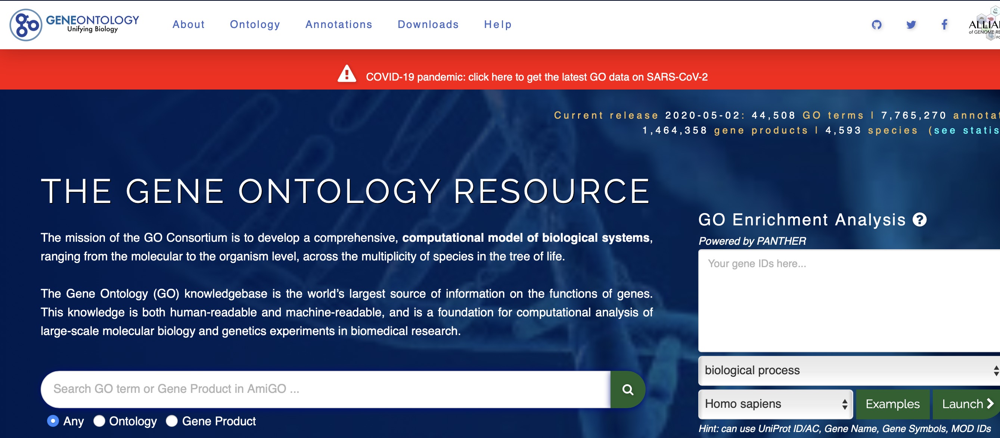 GENEONTOLOGY
Unifying Biology
About
Ontology
Annotations
Downloads
Help
of GENOME
COVID-19 pandemic: click here to get the latest GO data on SARS-CoV-2
Current release 2020-05-02: 44,508 GO terms | 7,765,270 annotat
1,464,358 gene products | 4,593 species (see statis
THE GENE ONTOLOGY RESOURCE
The mission of the GO Consortium is to develop a comprehensive, computational model of biological systems,
ranging from the molecular to the organism level, across the multiplicity of species in the tree of life.
The Gene Ontology (GO) knowledgebase is the world’s largest source of information on the functions of genes.
This knowledge is both human-readable and machine-readable, and is a foundation for computational analysis of
large-scale molecular biology and genetics experiments in biomedical research.
Search GO term or Gene Product in AmiGO ...
Any
Ontology
Gene Product
GO Enrichment Analysis
Powered by PANTHER
Your gene IDs here...
biological process
Homo sapiens
Examples
Launch
Hint: can use UniProt ID/AC, Gene Name, Gene Symbols, MOD IDs